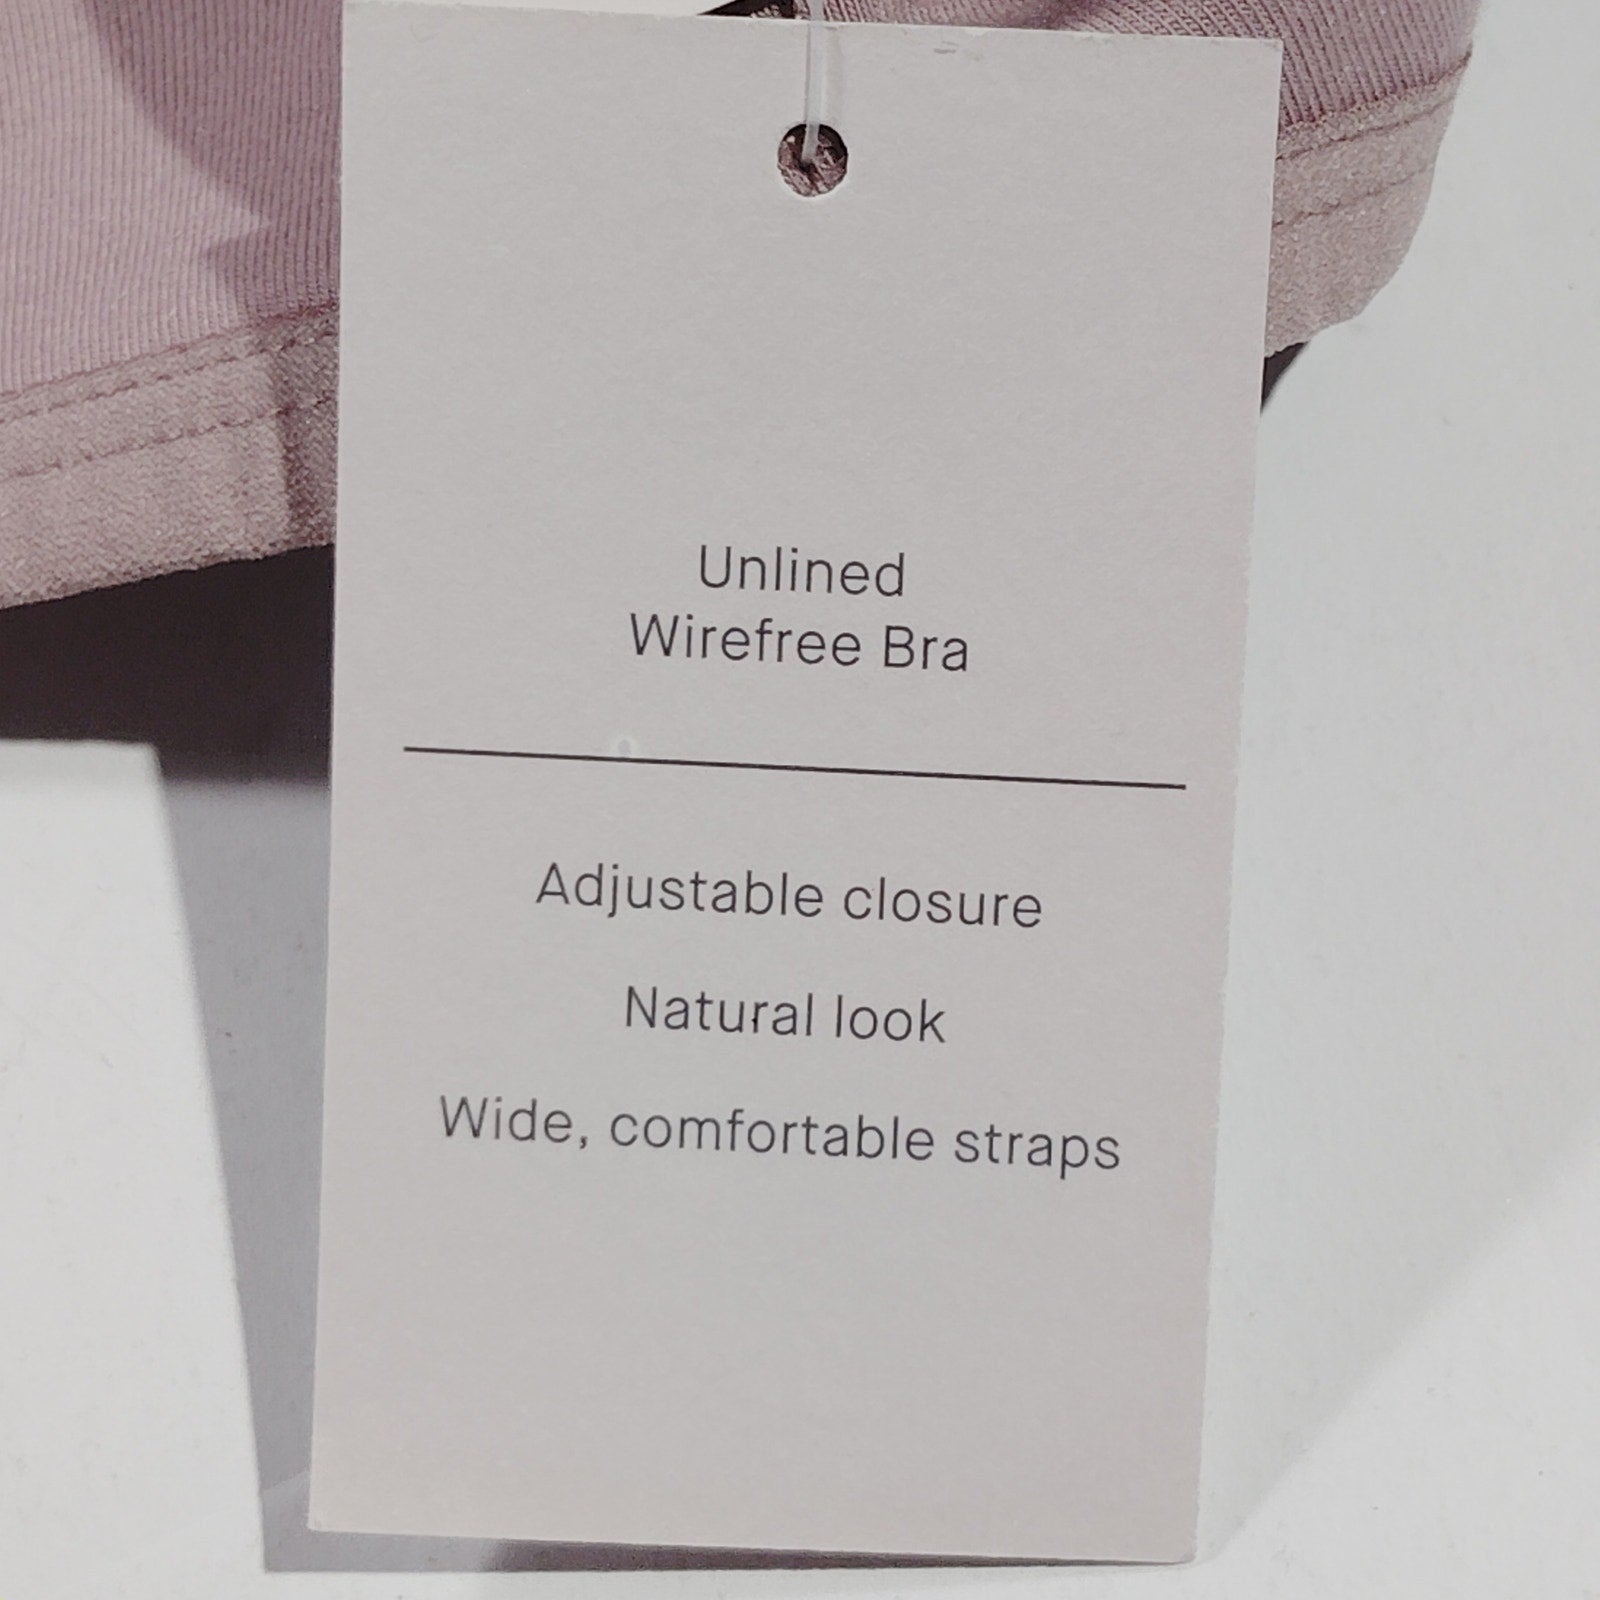 Unlined
Wirefree Bra
Adjustable closure
Natural look
Wide, comfortable straps